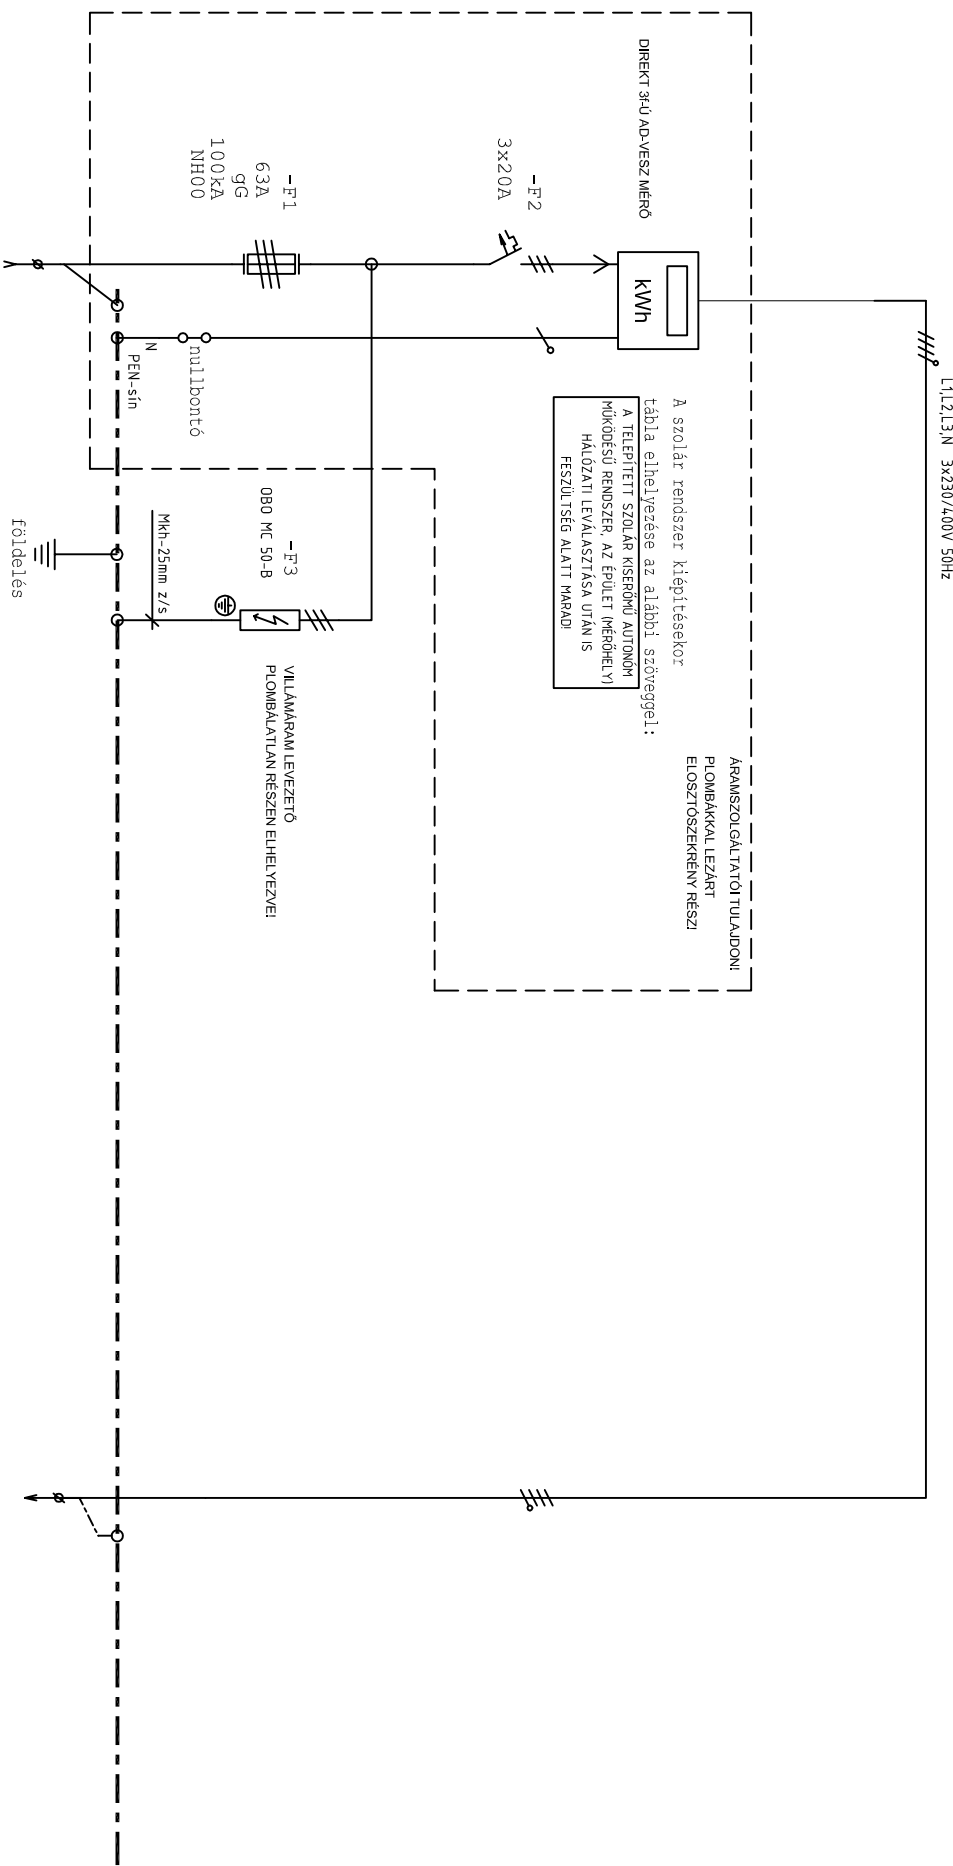 L1,L2,L3,N 3x230/400V 50Hz
DIREKT 3f-Ú AD-VESZ MÉRŐ
kWh
-F2
3x20A
-F1
63A
gG
100kA
NH00
nullbontó
N
PEN-sín
A szolár rendszer kiépítésekor
tábla elhelyezése az alábbi szöveggel:
A TELEPÍTETT SZOLÁR KISERŐMŰ AUTONÓM
MŰKÖDÉSŰ RENDSZER, AZ ÉPÜLET (MÉRŐHELY)
HÁLÓZATI LEVÁLASZTÁSA UTÁN IS
FESZÜLTSÉG ALATT MARAD!
ÁRAMSZOLGÁLTATÓI TULAJDON!
PLOMBÁKKAL LEZÁRT
ELOSZTÓSZEKRÉNY RÉSZ!
-F3
OBO MC 50-B
Mkh-25mm z/s
földelés
VILLÁMÁRAM LEVEZETŐ
PLOMBÁLATLAN RÉSZEN ELHELYEZVE!